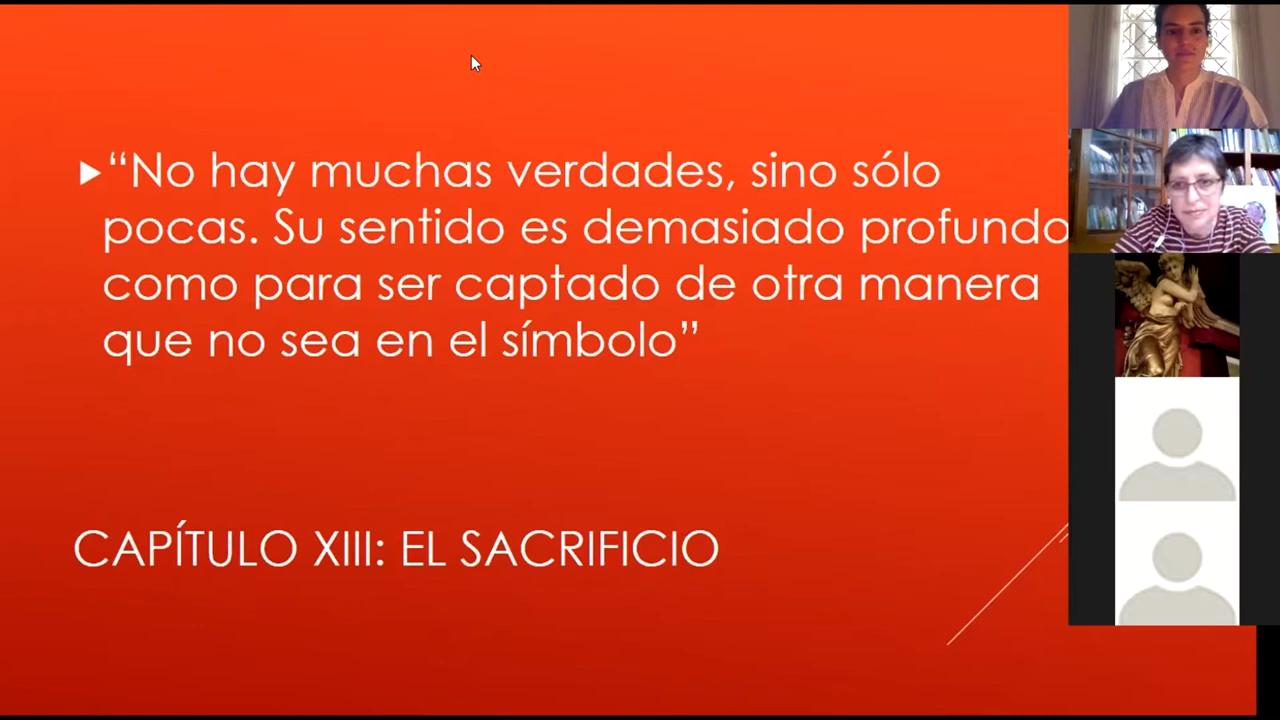 “No hay muchas verdades, sino sólo
pocas. Su sentido es demasiado profundo
como para ser captado de otra manera
que no sea en el símbolo”
CAPÍTULO XIII: EL SACRIFICIO